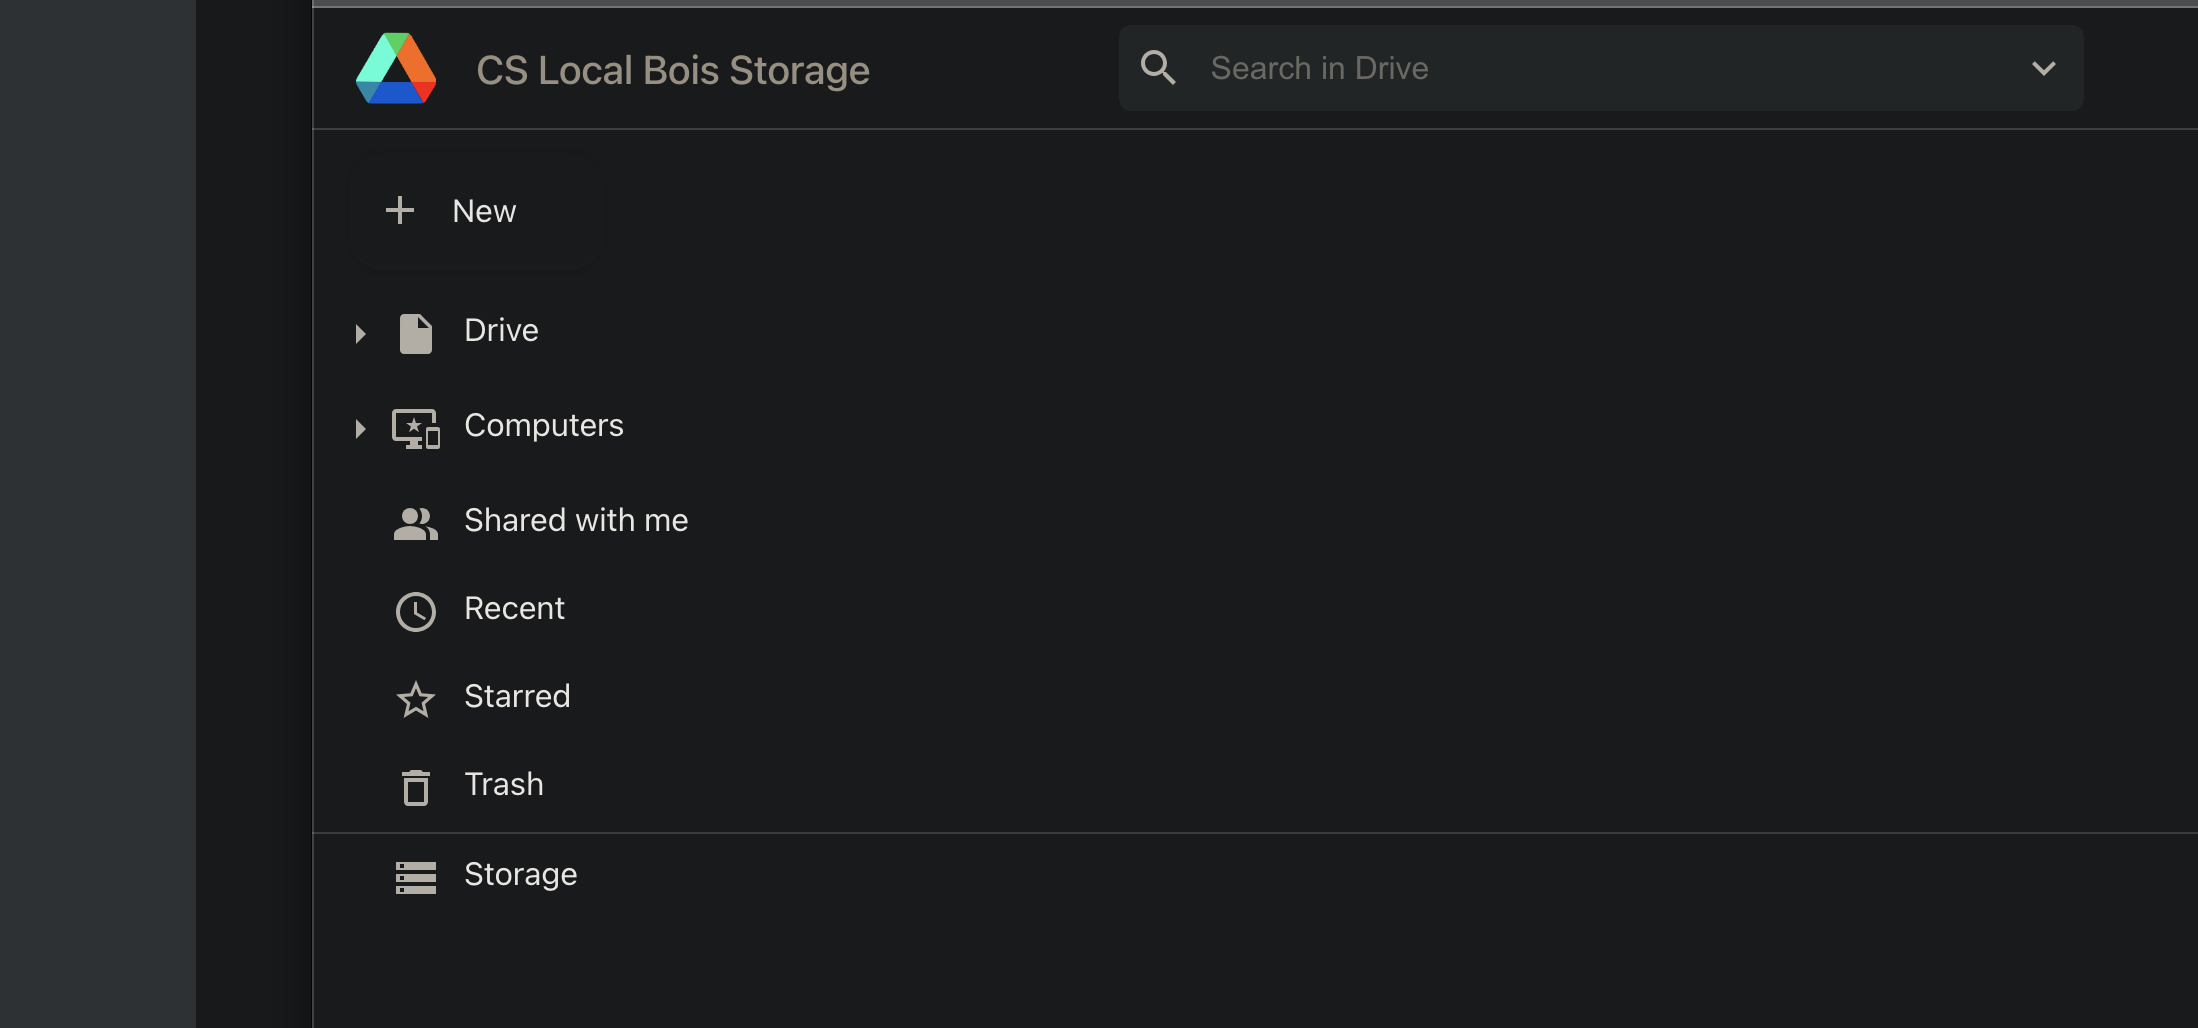 CS Local Bois Storage
Search in Drive
New
Drive
Computers
Shared with me
Recent
Starred
Trash
Storage